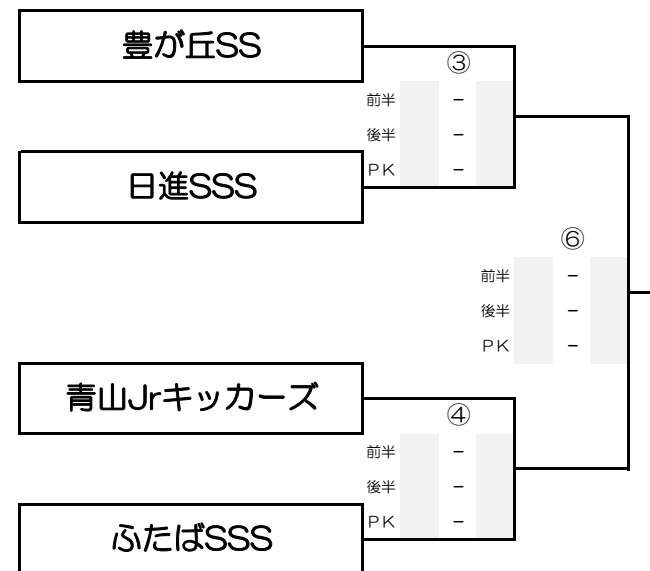 豊が丘SS
③
前半 －
後半 －
PK －
日進SSS
⑥
前半 －
後半 －
PK －
青山Jrキッカーズ
④
前半 －
後半 －
PK －
ふたばSSS